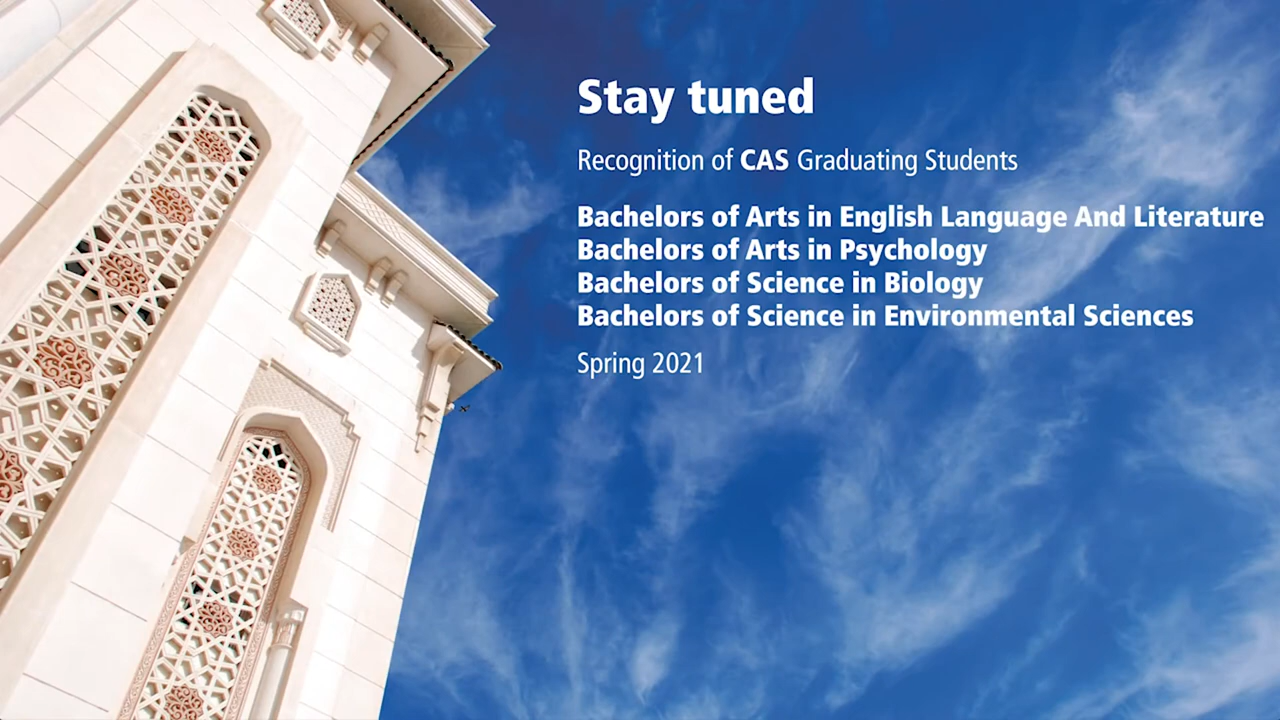 Stay tuned
Recognition of CAS Graduating Students
Bachelors of Arts in English Language And Literature
Bachelors of Arts in Psychology
Bachelors of Science in Biology
Bachelors of Science in Environmental Sciences
Spring 2021